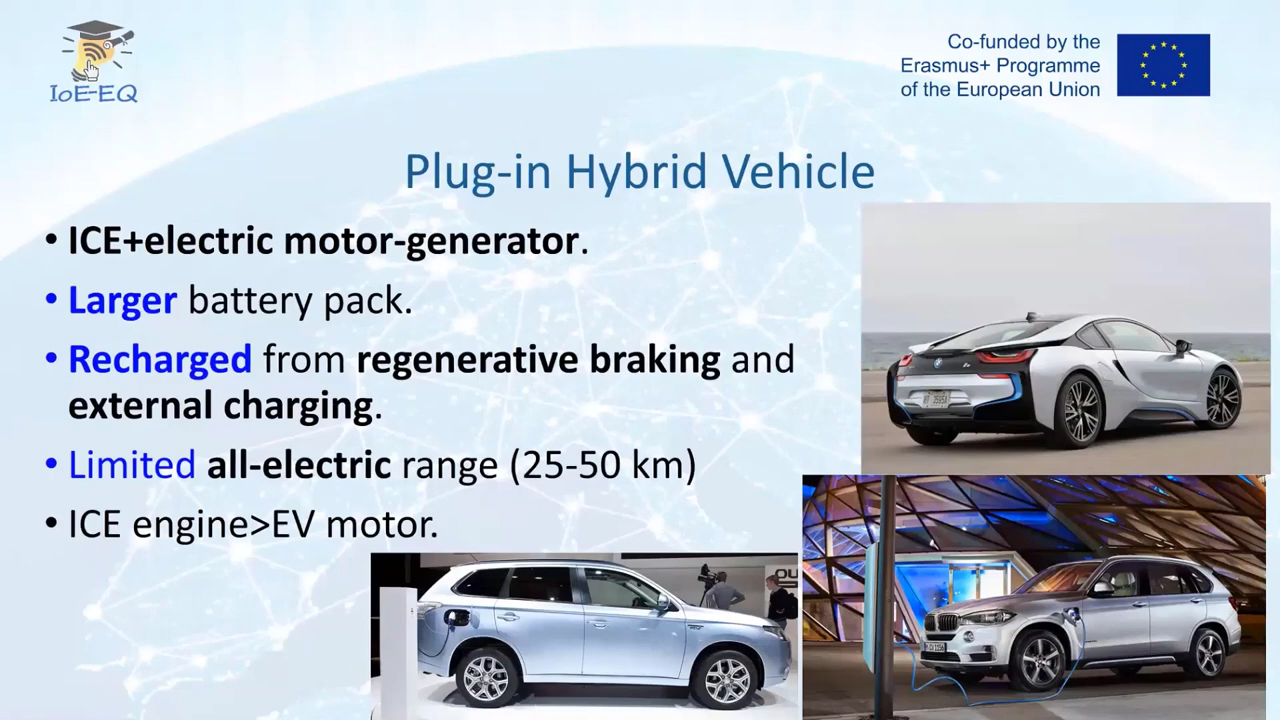 IoE-EQ
Co-funded by the
Erasmus+ Programme
of the European Union
Plug-in Hybrid Vehicle
• ICE+electric motor-generator.
• Larger battery pack.
• Recharged from regenerative braking and
external charging.
• Limited all-electric range (25-50 km)
• ICE engine>EV motor.
OU